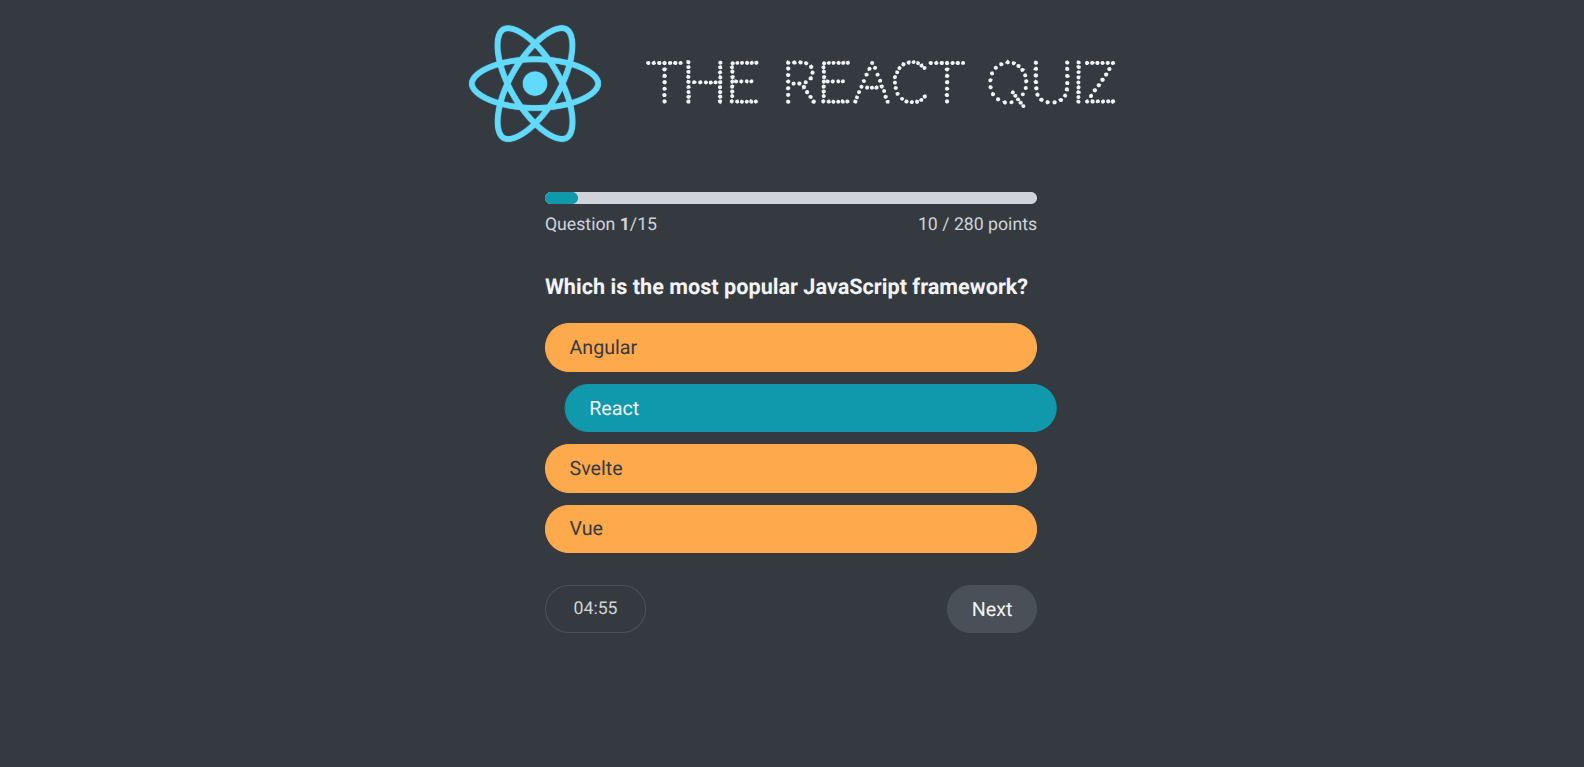 THE REACT QUIZ
Question 1/15
10 / 280 points
Which is the most popular JavaScript framework?
Angular
React
Svelte
Vue
04:55
Next